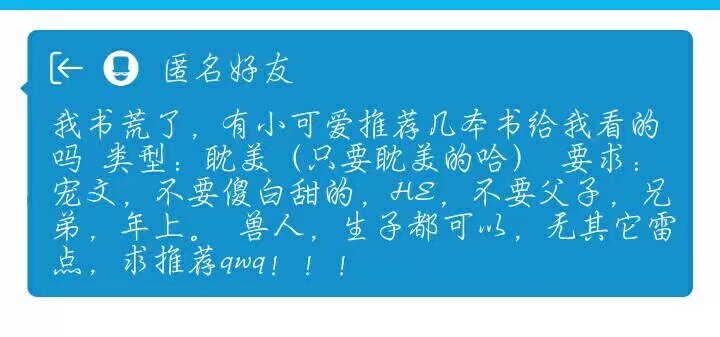 匿名好友
我书荒了，有小可爱推荐几本书给我看的
吗 类型：耽美（只要耽美的哈） 要求：
宠文，不要傻白甜的，HE，不要父子，兄
弟，年上。 兽人，生子都可以，无其它雷
点，求推荐qwq！！！